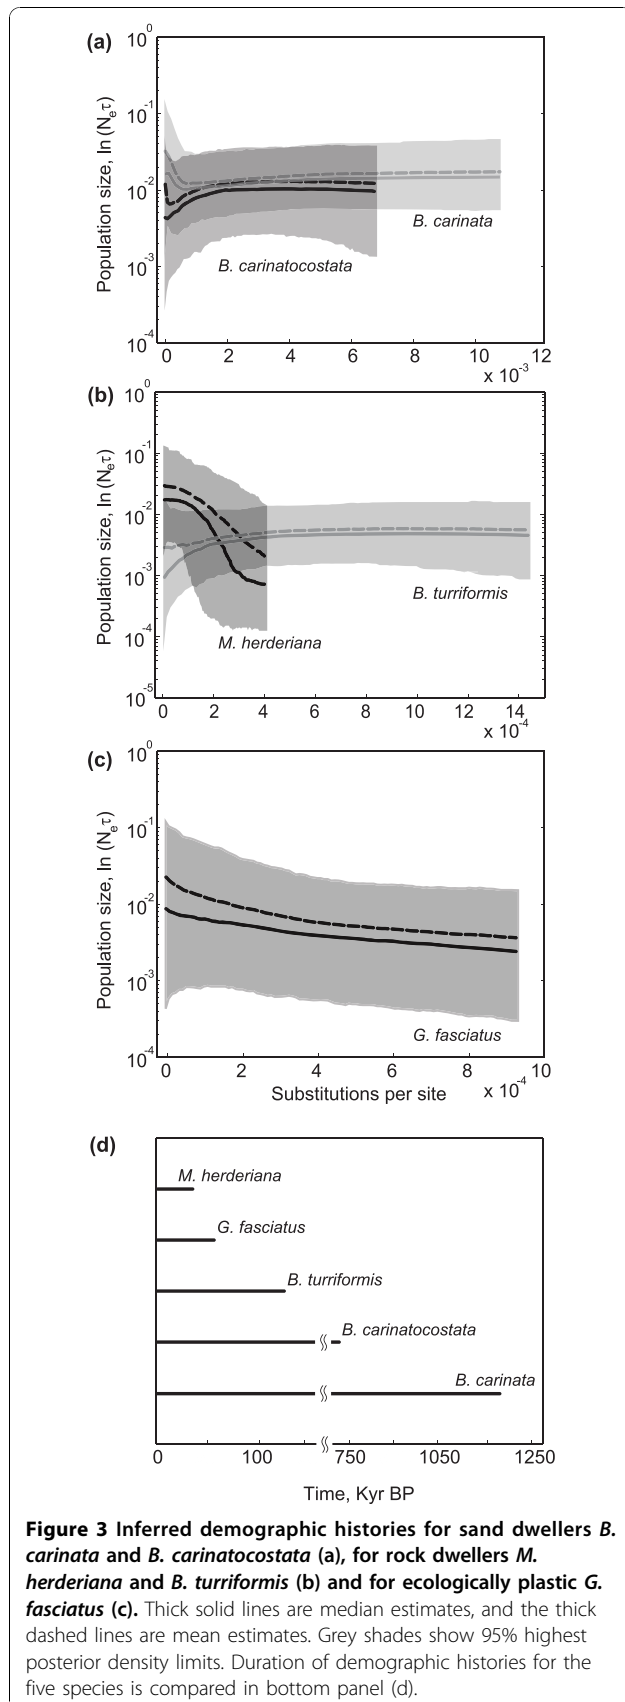 (a)
10^0
10^-1
10^-2
10^-3
10^-4
Population size, ln (N_eτ)
B. carinata
B. carinatocostata
0 2 4 6 8 10 12
x 10^-3
(b)
10^0
10^-1
10^-2
10^-3
10^-4
10^-5
Population size, ln (N_eτ)
B. turriformis
M. herderiana
0 2 4 6 8 10 12 14
x 10^-4
(c)
10^0
10^-1
10^-2
10^-3
10^-4
Population size, ln (N_eτ)
G. fasciatus
0 2 4 6 8 10
Substitutions per site x 10^-4
(d)
M. herderiana
G. fasciatus
B. turriformis
B. carinatocostata
B. carinata
0 100 750 1050 1250
Time, Kyr BP
Figure 3 Inferred demographic histories for sand dwellers B.
carinata and B. carinatocostata (a), for rock dwellers M.
herderiana and B. turriformis (b) and for ecologically plastic G.
fasciatus (c). Thick solid lines are median estimates, and the thick
dashed lines are mean estimates. Grey shades show 95% highest
posterior density limits. Duration of demographic histories for the
five species is compared in bottom panel (d).